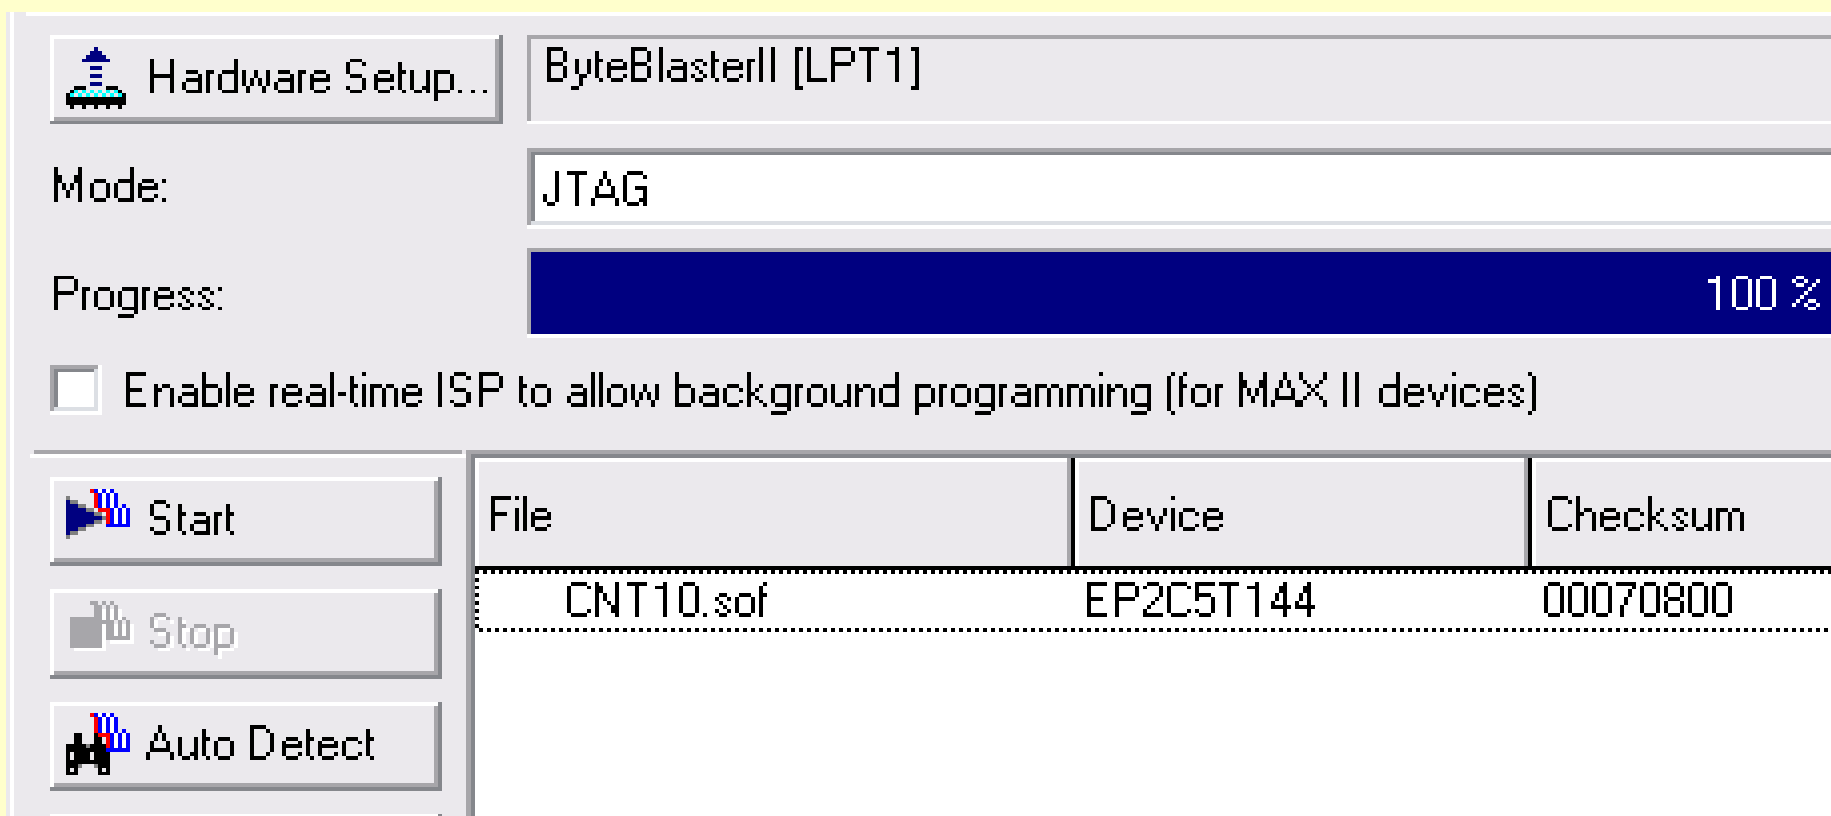 Hardware Setup... ByteBlasterII [LPT1]
Mode: JTAG
Progress: 100 %
Enable real-time ISP to allow background programming (for MAX II devices)
Start
File Device Checksum
CNT10.sof EP2C5T144 00070800
Stop
Auto Detect